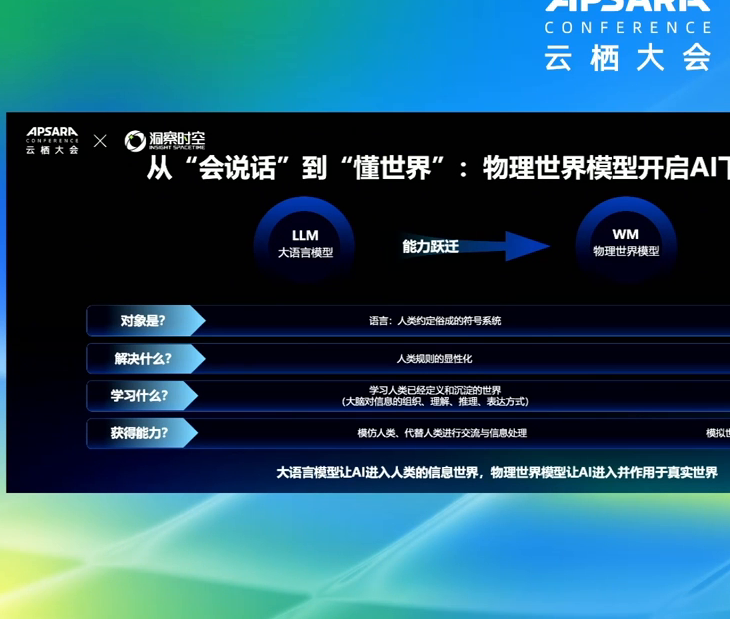 APSARA
CONFERENCE
云栖大会
APSARA
CONFERENCE
云栖大会
洞察时空
INSIGHT SPACETIME
从“会说话”到“懂世界”：物理世界模型开启AI
LLM
大语言模型
能力跃迁
WM
物理世界模型
对象是?
语言：人类约定俗成的符号系统
解决什么?
人类规则的显性化
学习什么?
学习人类已经定义和沉淀的世界
（大脑对信息的组织、理解、推理、表达方式）
获得能力?
模仿人类、代替人类进行交流与信息处理
模拟
大语言模型让AI进入人类的信息世界，物理世界模型让AI进入并作用于真实世界